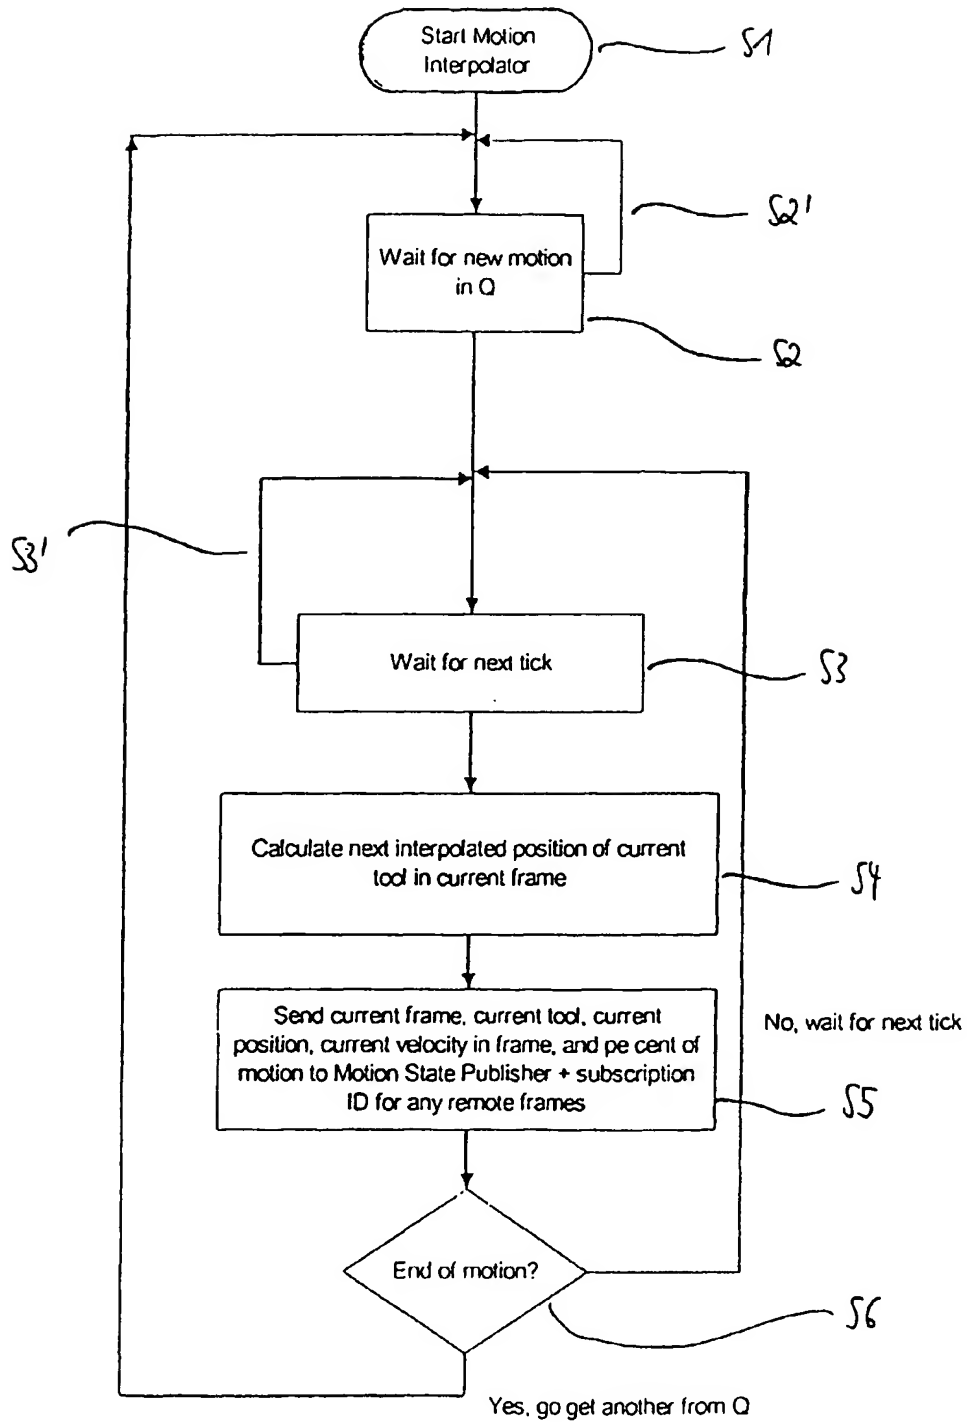 Start Motion
Interpolator
S1
S2'
Wait for new motion
in Q
S2
S3'
Wait for next tick
S3
Calculate next interpolated position of current
tool in current frame
S4
Send current frame, current tool, current
position, current velocity in frame, and pe cent of
motion to Motion State Publisher + subscription
ID for any remote frames
No, wait for next tick
S5
End of motion?
S6
Yes, go get another from Q